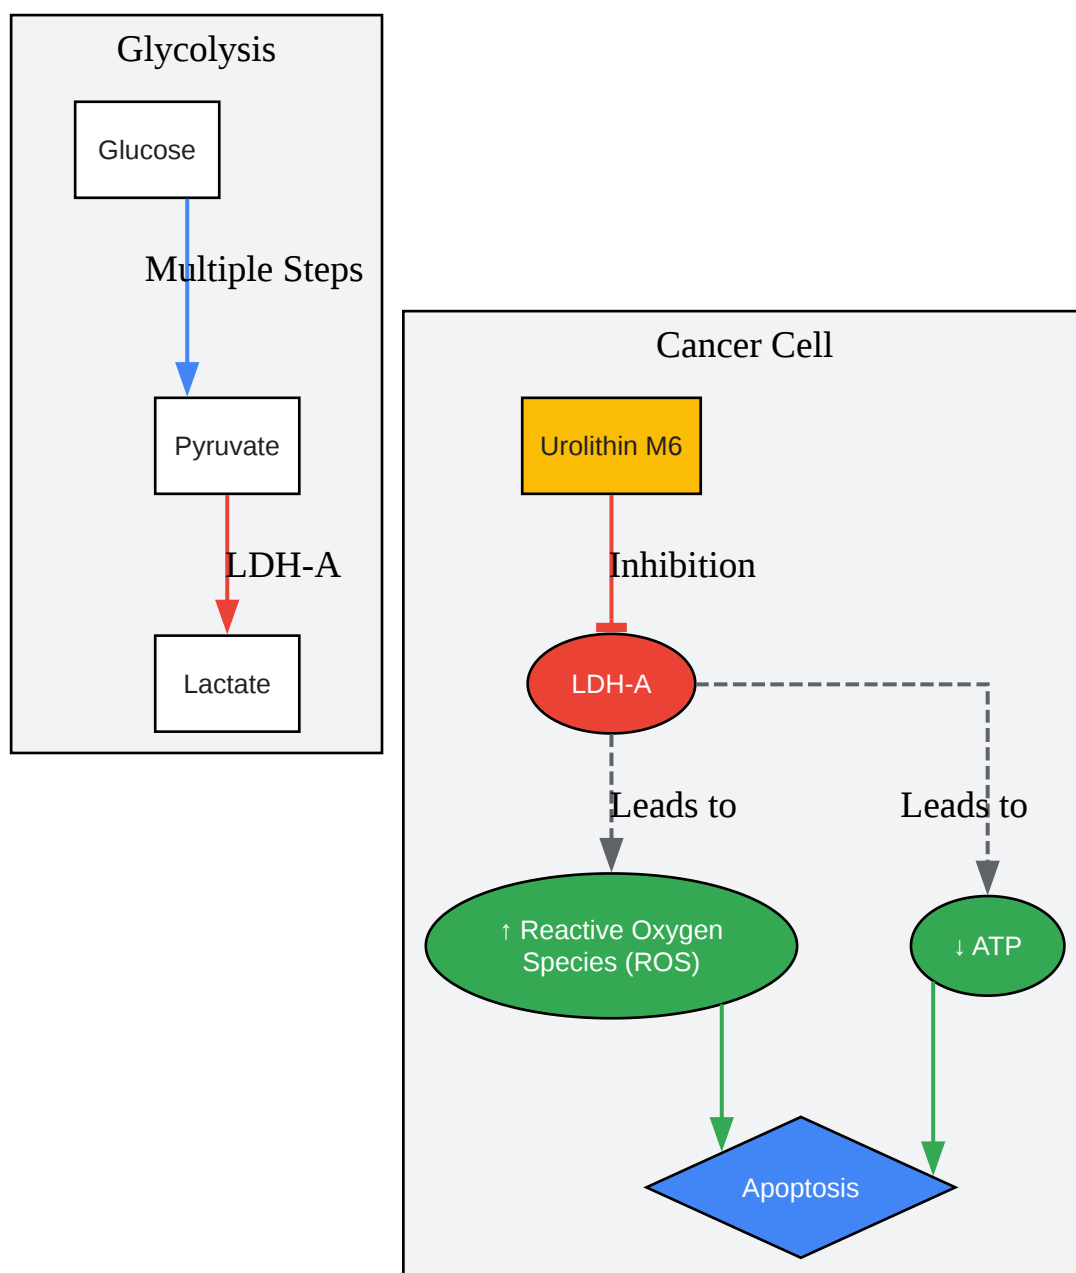 Glycolysis
Glucose
Multiple Steps
Pyruvate
LDH-A
Lactate
Cancer Cell
Urolithin M6
Inhibition
LDH-A
Leads to
Leads to
↑ Reactive Oxygen
Species (ROS)
↓ ATP
Apoptosis